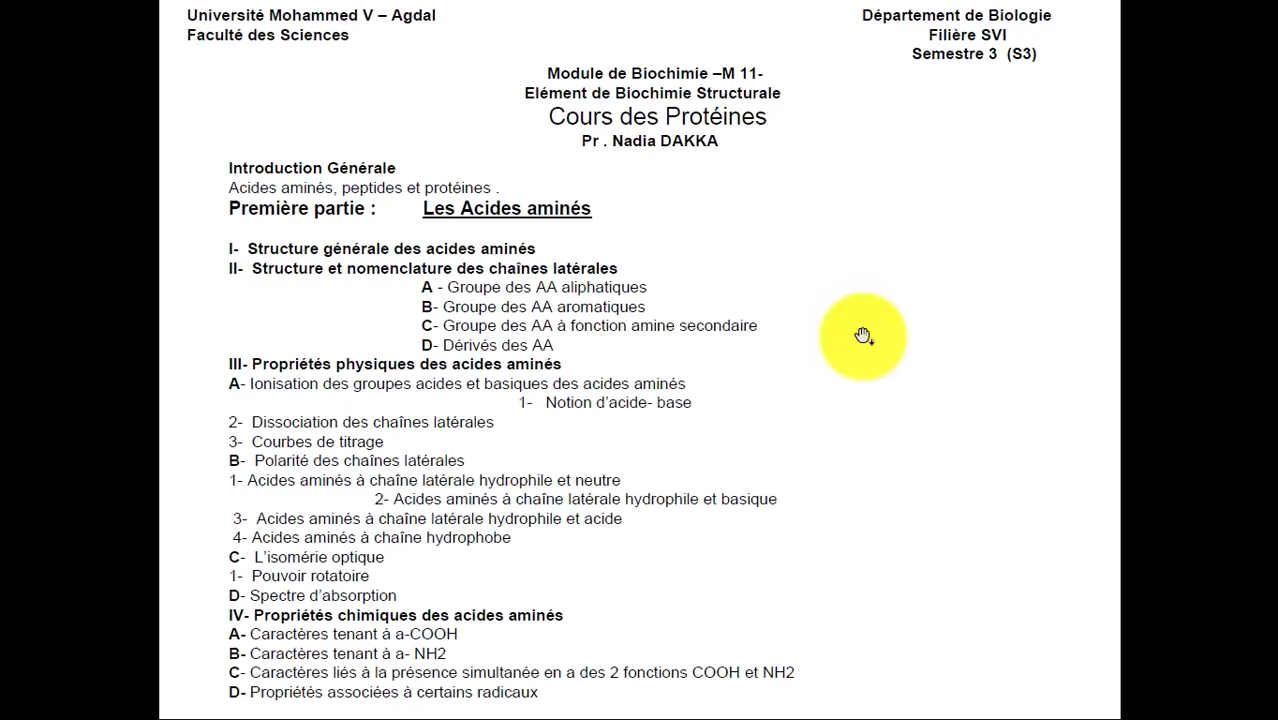 Université Mohammed V – Agdal
Département de Biologie
Faculté des Sciences
Filière SVI
Semestre 3 (S3)
Module de Biochimie –M 11-
Elément de Biochimie Structurale
Cours des Protéines
Pr . Nadia DAKKA
Introduction Générale
Acides aminés, peptides et protéines .
Première partie : Les Acides aminés
I- Structure générale des acides aminés
II- Structure et nomenclature des chaînes latérales
A - Groupe des AA aliphatiques
B- Groupe des AA aromatiques
C- Groupe des AA à fonction amine secondaire
D- Dérivés des AA
III- Propriétés physiques des acides aminés
A- Ionisation des groupes acides et basiques des acides aminés
1- Notion d'acide- base
2- Dissociation des chaînes latérales
3- Courbes de titrage
B- Polarité des chaînes latérales
1- Acides aminés à chaîne latérale hydrophile et neutre
2- Acides aminés à chaîne latérale hydrophile et basique
3- Acides aminés à chaîne latérale hydrophile et acide
4- Acides aminés à chaîne hydrophobe
C- L'isomérie optique
1- Pouvoir rotatoire
D- Spectre d'absorption
IV- Propriétés chimiques des acides aminés
A- Caractères tenant à a-COOH
B- Caractères tenant à a- NH2
C- Caractères liés à la présence simultanée en a des 2 fonctions COOH et NH2
D- Propriétés associées à certains radicaux